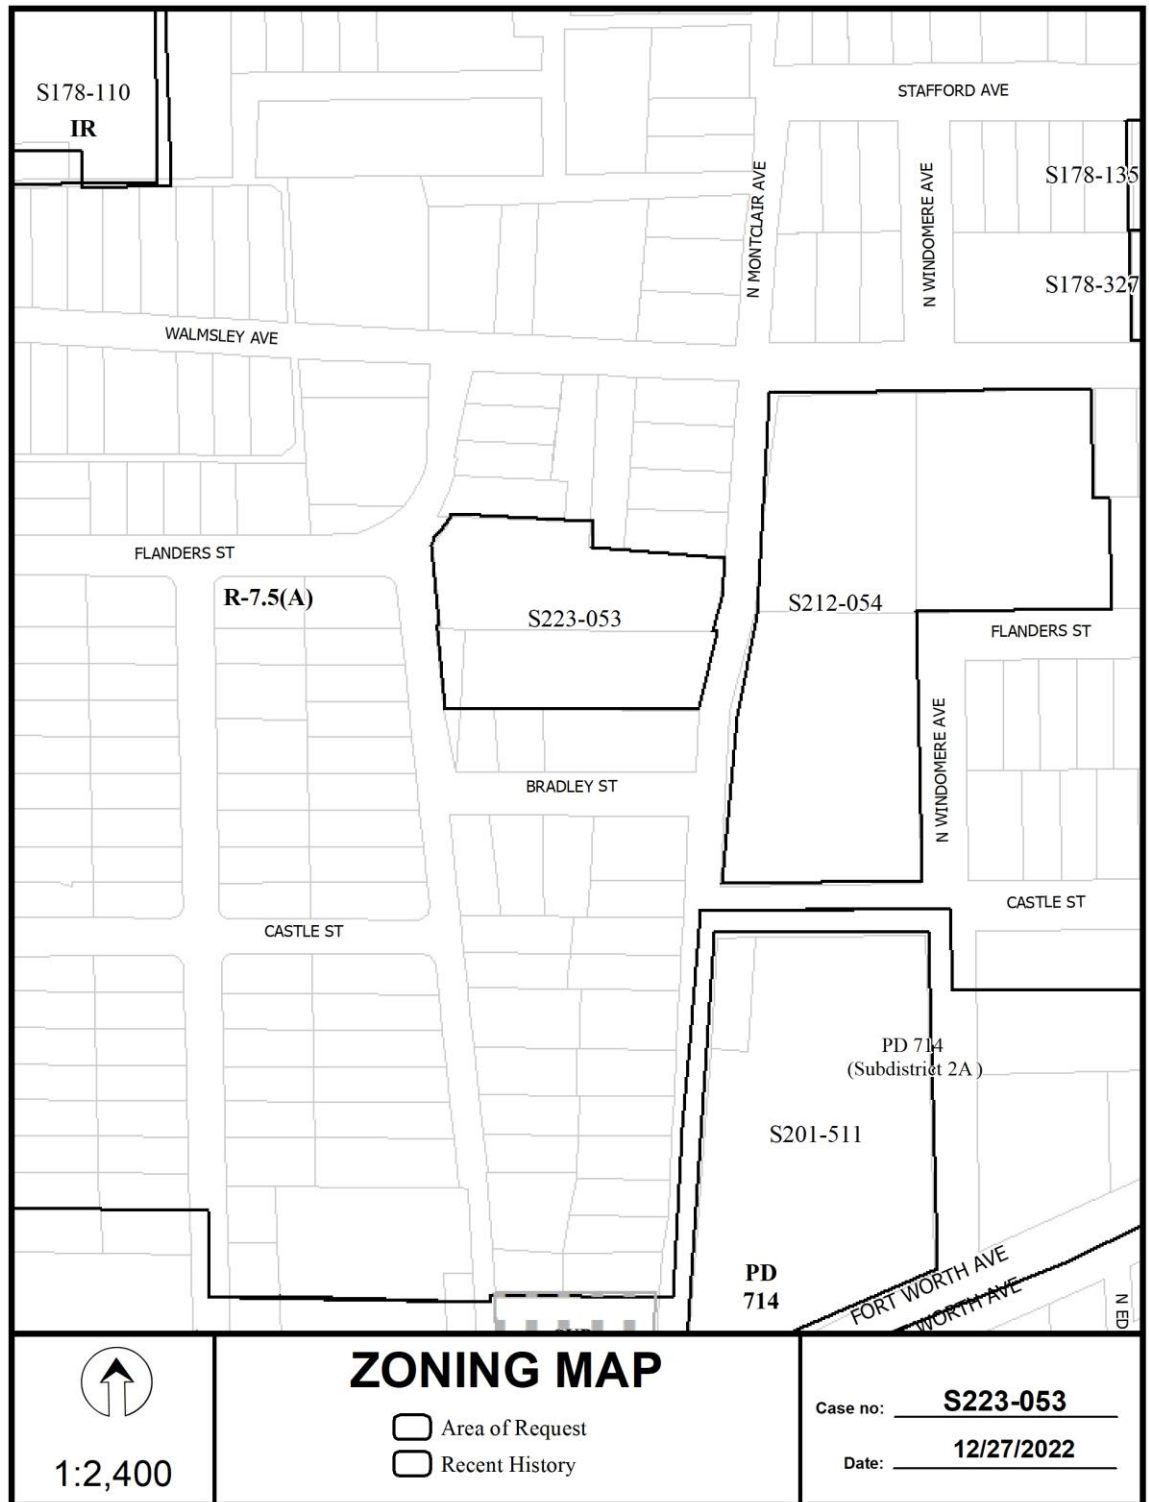 S178-110
IR
STAFFORD AVE
S178-135
N MONTCLAIR AVE
N WINDOMERE AVE
S178-327
WALMSLEY AVE
FLANDERS ST
R-7.5(A)
S223-053
S212-054
FLANDERS ST
N WINDOMERE AVE
BRADLEY ST
CASTLE ST
CASTLE ST
PD 714
(Subdistrict 2A)
S201-511
PD
714
FORT WORTH AVE
WORTH AVE
N ED
ZONING MAP
Area of Request
Recent History
1:2,400
Case no: S223-053
Date: 12/27/2022